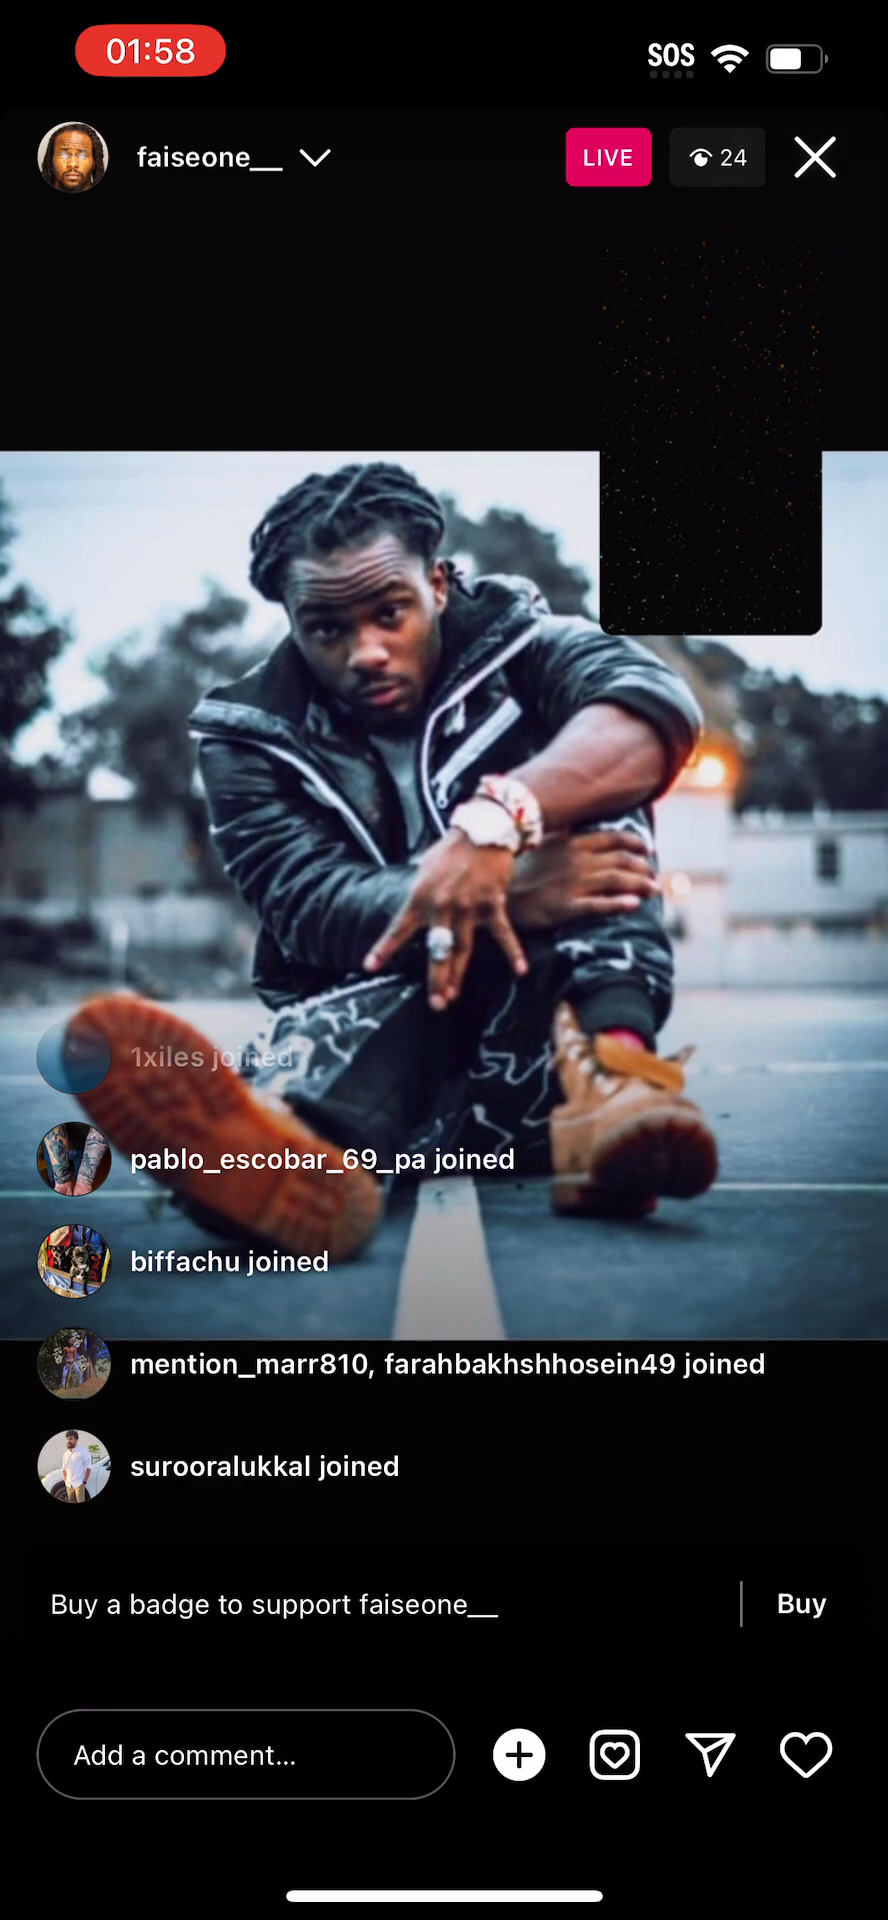 01:58
SOS
faiseone__
LIVE
24
1xiles joined
pablo_escobar_69_pa joined
biffachu joined
mention_marr810, farahbakhshhosein49 joined
surooralukkal joined
Buy a badge to support faiseone__
Buy
Add a comment...